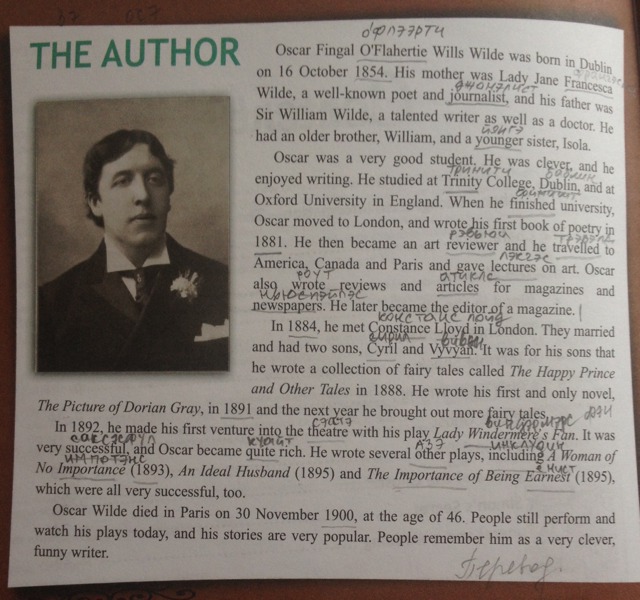 о'флээрти
THE AUTHOR
Oscar Fingal O'Flahertie Wills Wilde was born in Dublin
on 16 October 1854. His mother was Lady Jane Francesca
Wilde, a well-known poet and journalist, and his father was
Sir William Wilde, a talented writer as well as a doctor. He
had an older brother, William, and a younger sister, Isola.
Oscar was a very good student. He was clever, and he
enjoyed writing. He studied at Trinity College, Dublin, and at
тринити
Oxford University in England. When he finished university,
Oscar moved to London, and wrote his first book of poetry in
1881. He then became an art reviewer and he travelled to
лэкчэс
America, Canada and Paris and gave lectures on art. Oscar
роут атиклс
also wrote reviews and articles for magazines and
newspapers. He later became the editor of a magazine.
In 1884, he met Constance Lloyd in London. They married
and had two sons, Cyril and Vyvyan. It was for his sons that
he wrote a collection of fairy tales called The Happy Prince
and Other Tales in 1888. He wrote his first and only novel,
The Picture of Dorian Gray, in 1891 and the next year he brought out more fairy tales.
In 1892, he made his first venture into the theatre with his play Lady Windermere's Fan. It was
куайт
very successful, and Oscar became quite rich. He wrote several other plays, including A Woman of
No Importance (1893), An Ideal Husband (1895) and The Importance of Being Earnest (1895),
which were all very successful, too.
Oscar Wilde died in Paris on 30 November 1900, at the age of 46. People still perform and
watch his plays today, and his stories are very popular. People remember him as a very clever,
funny writer.
Перевод.